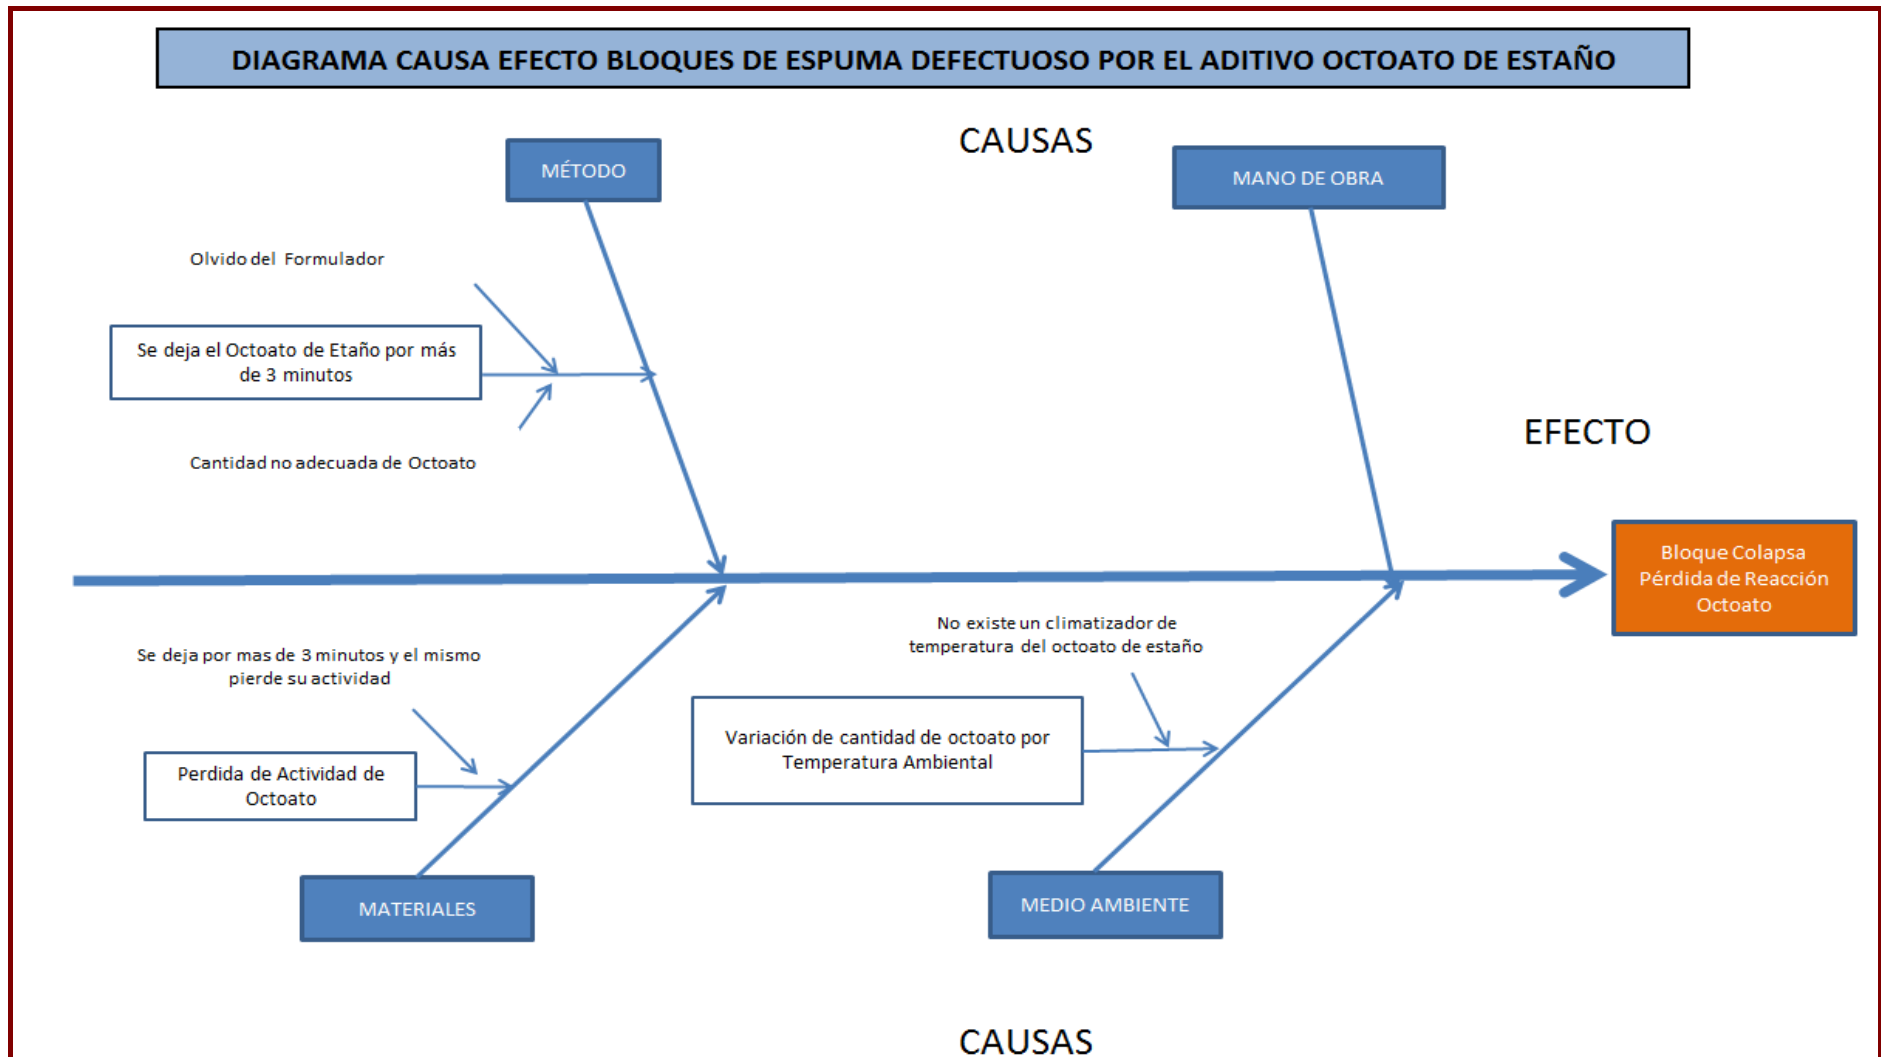 DIAGRAMA CAUSA EFECTO BLOQUES DE ESPUMA DEFECTUOSO POR EL ADITIVO OCTOATO DE ESTAÑO
CAUSAS
MÉTODO
MANO DE OBRA
Olvido del Formulador
Se deja el Octoato de Etaño por más
de 3 minutos
Cantidad no adecuada de Octoato
EFECTO
Bloque Colapsa
Pérdida de Reacción
Octoato
No existe un climatizador de
temperatura del octoato de estaño
Se deja por mas de 3 minutos y el mismo
pierde su actividad
Variación de cantidad de octoato por
Temperatura Ambiental
Perdida de Actividad de
Octoato
MATERIALES
MEDIO AMBIENTE
CAUSAS